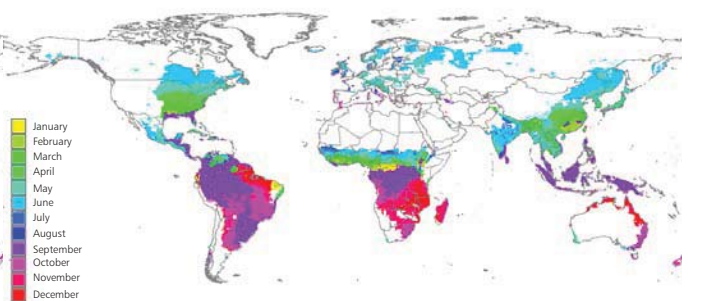 January
February
March
April
May
June
July
August
September
October
November
December